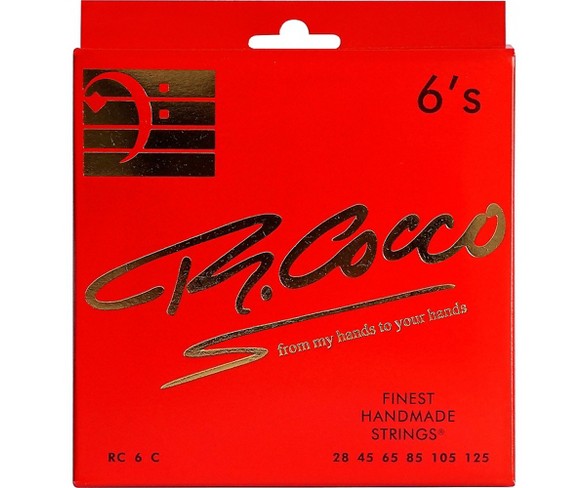 6's
R. Cocco
from my hands to your hands
FINEST
HANDMADE
STRINGS®
RC 6 C
28 45 65 85 105 125